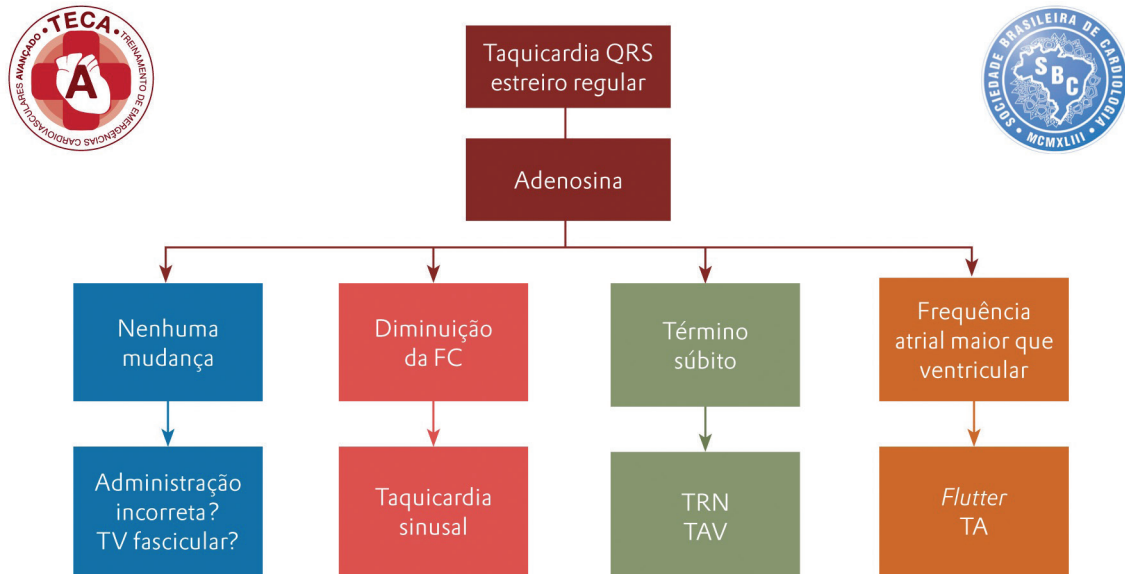 • TECA •
TREINAMENTO DE EMERGÊNCIAS CARDIOVASCULARES AVANÇADO
A
SOCIEDADE BRASILEIRA DE CARDIOLOGIA
SBC
• MCMXLIII •
Taquicardia QRS
estreiro regular
Adenosina
Nenhuma
mudança
Diminuição
da FC
Término
súbito
Frequência
atrial maior que
ventricular
Administração
incorreta?
TV fascicular?
Taquicardia
sinusal
TRN
TAV
Flutter
TA